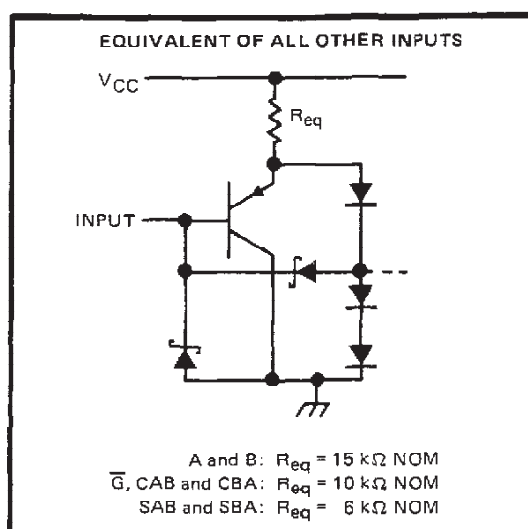 EQUIVALENT OF ALL OTHER INPUTS
VCC
Req
INPUT
A and B: Req = 15 kΩ NOM
G̅, CAB and CBA: Req = 10 kΩ NOM
SAB and SBA: Req = 6 kΩ NOM